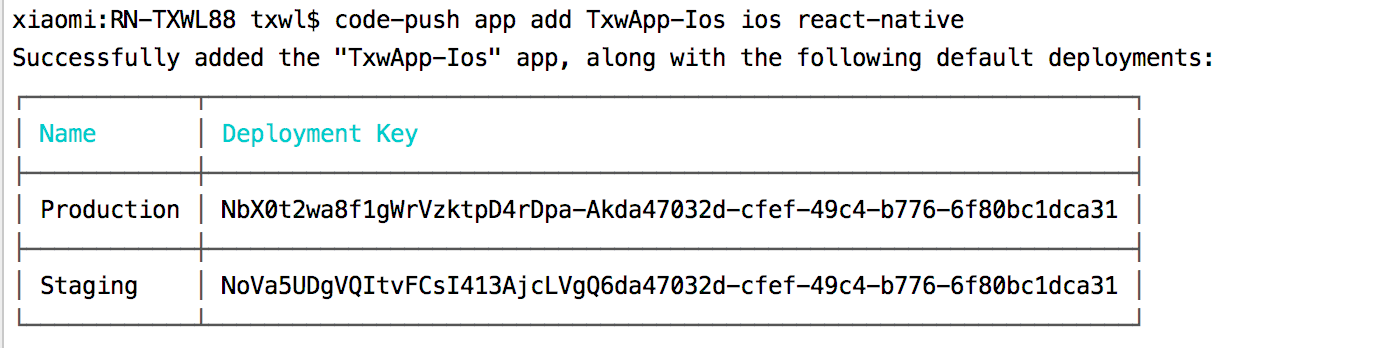 xiaomi:RN-TXWL88 txwl$ code-push app add TxwApp-Ios ios react-native
Successfully added the "TxwApp-Ios" app, along with the following default deployments:
Name Deployment Key
Production NbX0t2wa8f1gWrVzktpD4rDpa-Akda47032d-cfef-49c4-b776-6f80bc1dca31
Staging NoVa5UDgVQItvFCsI413AjcLVgQ6da47032d-cfef-49c4-b776-6f80bc1dca31